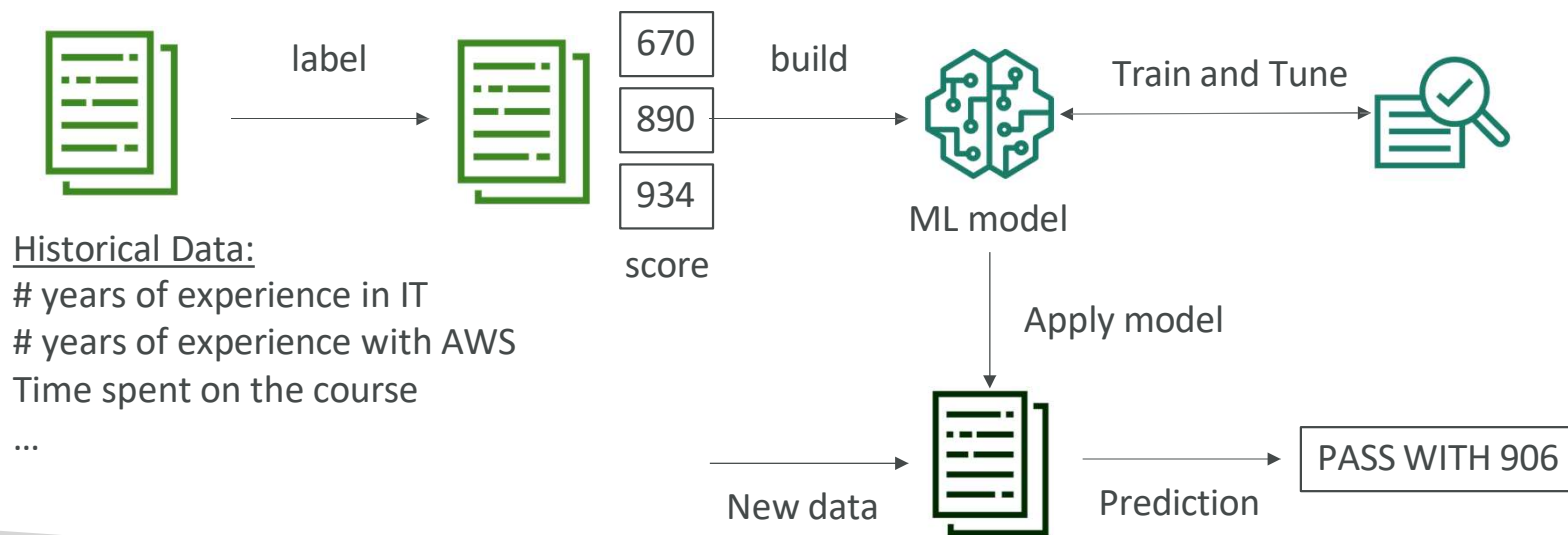 label
670
890
934
score
build
Train and Tune
ML model
Historical Data:
# years of experience in IT
# years of experience with AWS
Time spent on the course
...
Apply model
New data
Prediction
PASS WITH 906